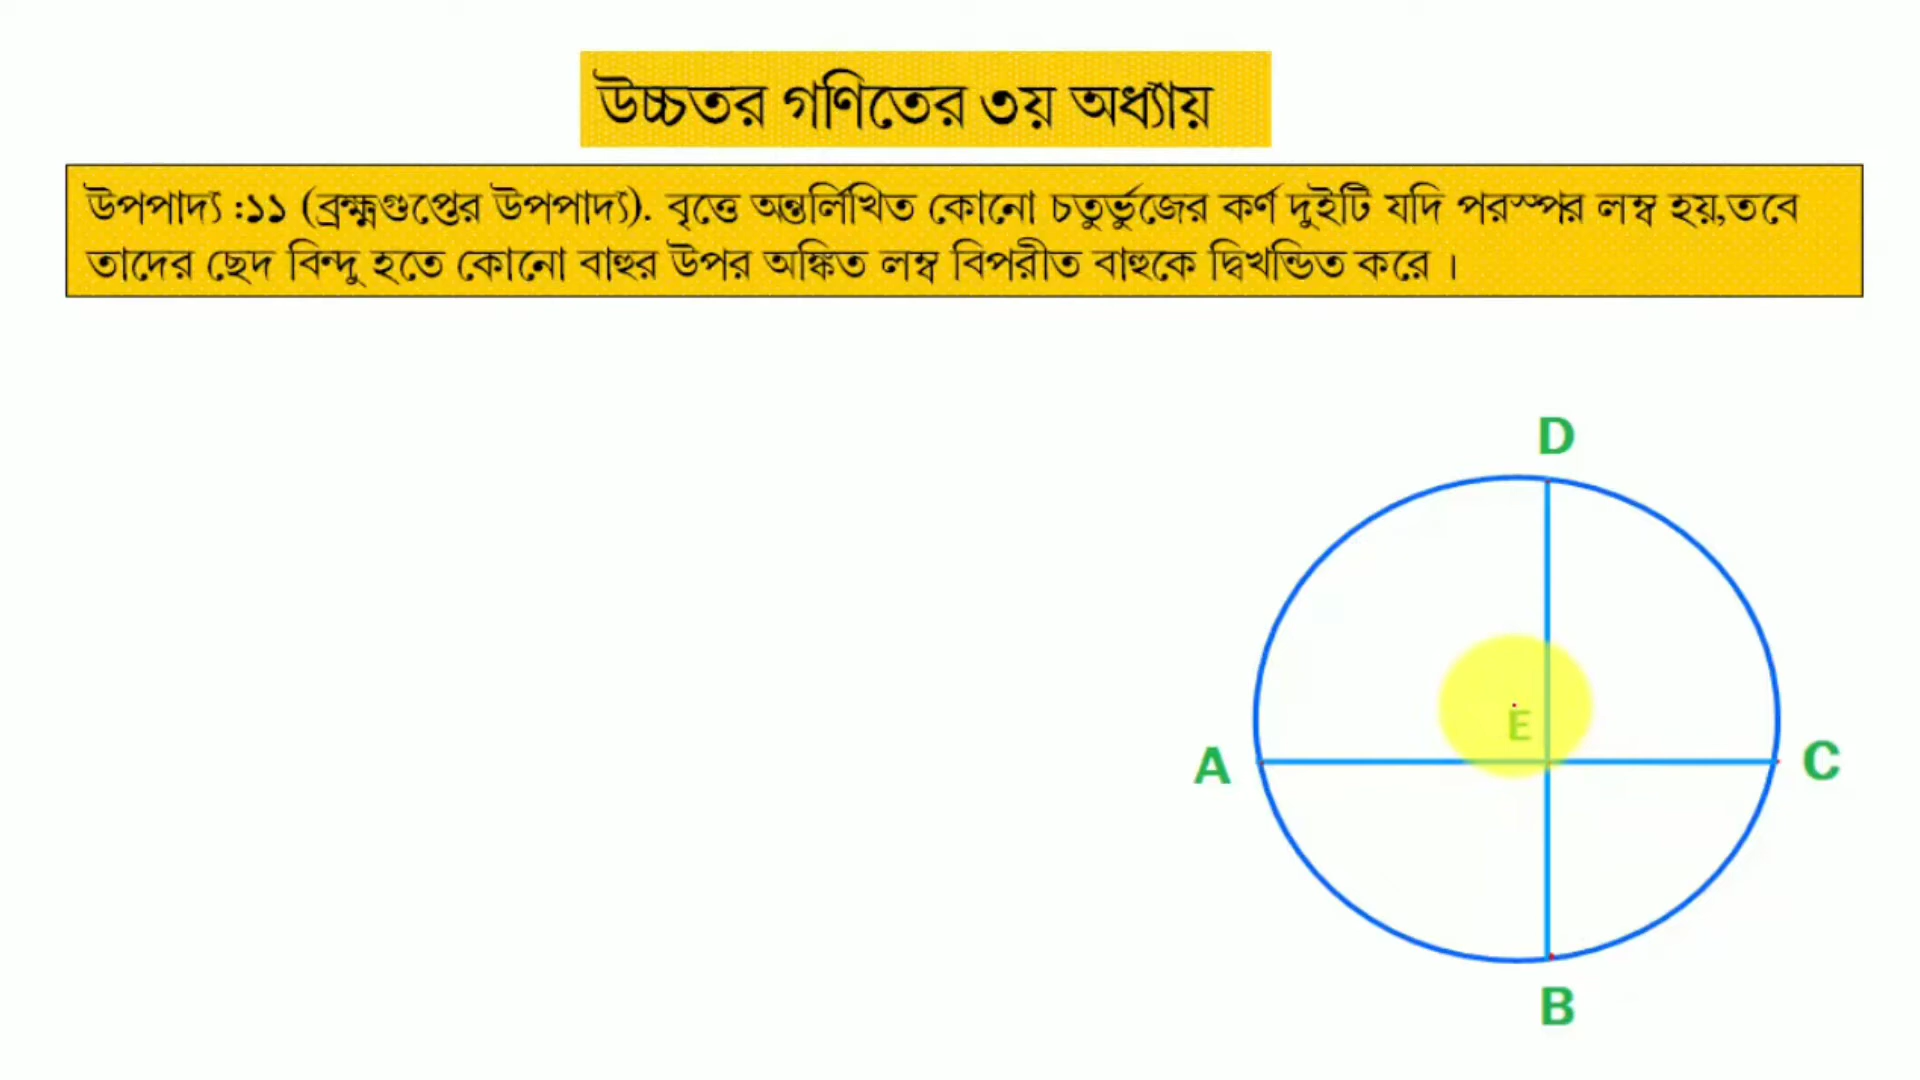 উচ্চতর গণিতের ৩য় অধ্যায়
উপপাদ্য :১১ (ব্রহ্মগুপ্তের উপপাদ্য). বৃত্তে অন্তর্লিখিত কোনো চতুর্ভুজের কর্ণ দুইটি যদি পরস্পর লম্ব হয়,তবে
তাদের ছেদ বিন্দু হতে কোনো বাহুর উপর অঙ্কিত লম্ব বিপরীত বাহুকে দ্বিখন্ডিত করে ।
D
E
A
C
B